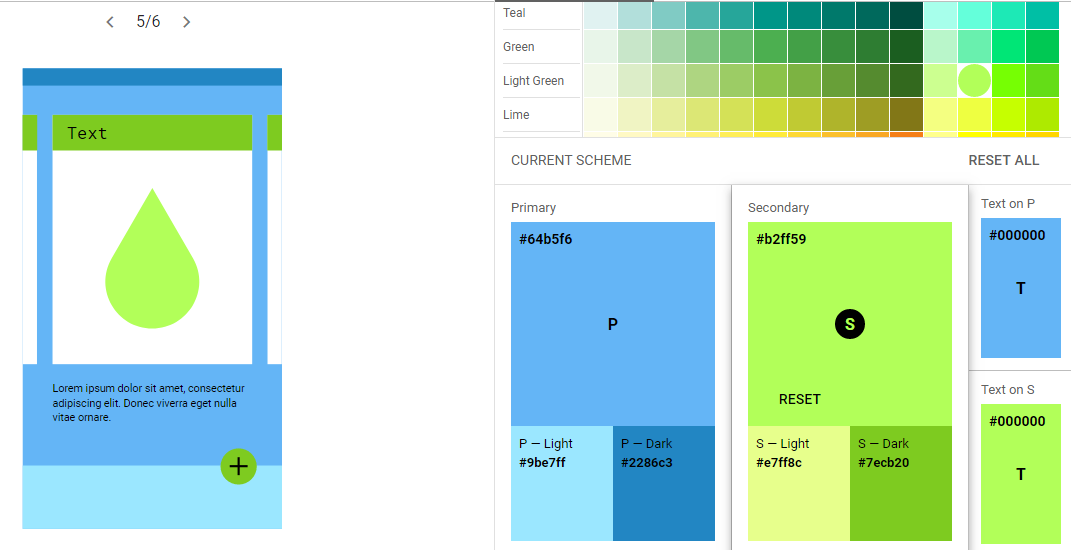 5/6
Text
Lorem ipsum dolor sit amet, consectetur
adipiscing elit. Donec viverra eget nulla
vitae ornare.
Teal
Green
Light Green
Lime
CURRENT SCHEME
RESET ALL
Primary
#64b5f6
P
P — Light
#9be7ff
P — Dark
#2286c3
Secondary
#b2ff59
S
RESET
S — Light
#e7ff8c
S — Dark
#7ecb20
Text on P
#000000
T
Text on S
#000000
T